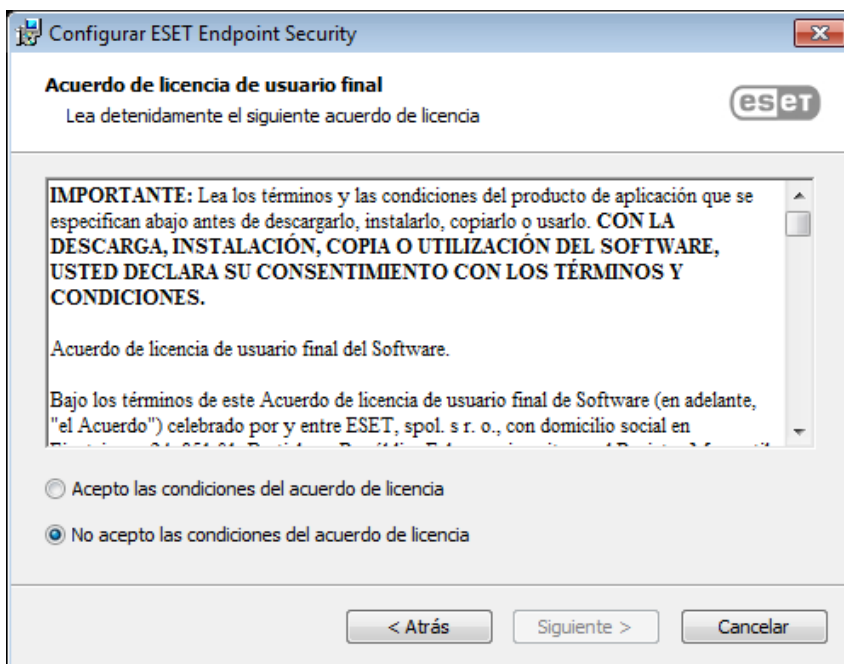 Configurar ESET Endpoint Security
Acuerdo de licencia de usuario final
Lea detenidamente el siguiente acuerdo de licencia
eseT
IMPORTANTE: Lea los términos y las condiciones del producto de aplicación que se
especifican abajo antes de descargarlo, instalarlo, copiarlo o usarlo. CON LA
DESCARGA, INSTALACIÓN, COPIA O UTILIZACIÓN DEL SOFTWARE,
USTED DECLARA SU CONSENTIMIENTO CON LOS TÉRMINOS Y
CONDICIONES.
Acuerdo de licencia de usuario final del Software.
Bajo los términos de este Acuerdo de licencia de usuario final de Software (en adelante,
"el Acuerdo") celebrado por y entre ESET, spol. s r. o., con domicilio social en
Acepto las condiciones del acuerdo de licencia
No acepto las condiciones del acuerdo de licencia
< Atrás
Siguiente >
Cancelar